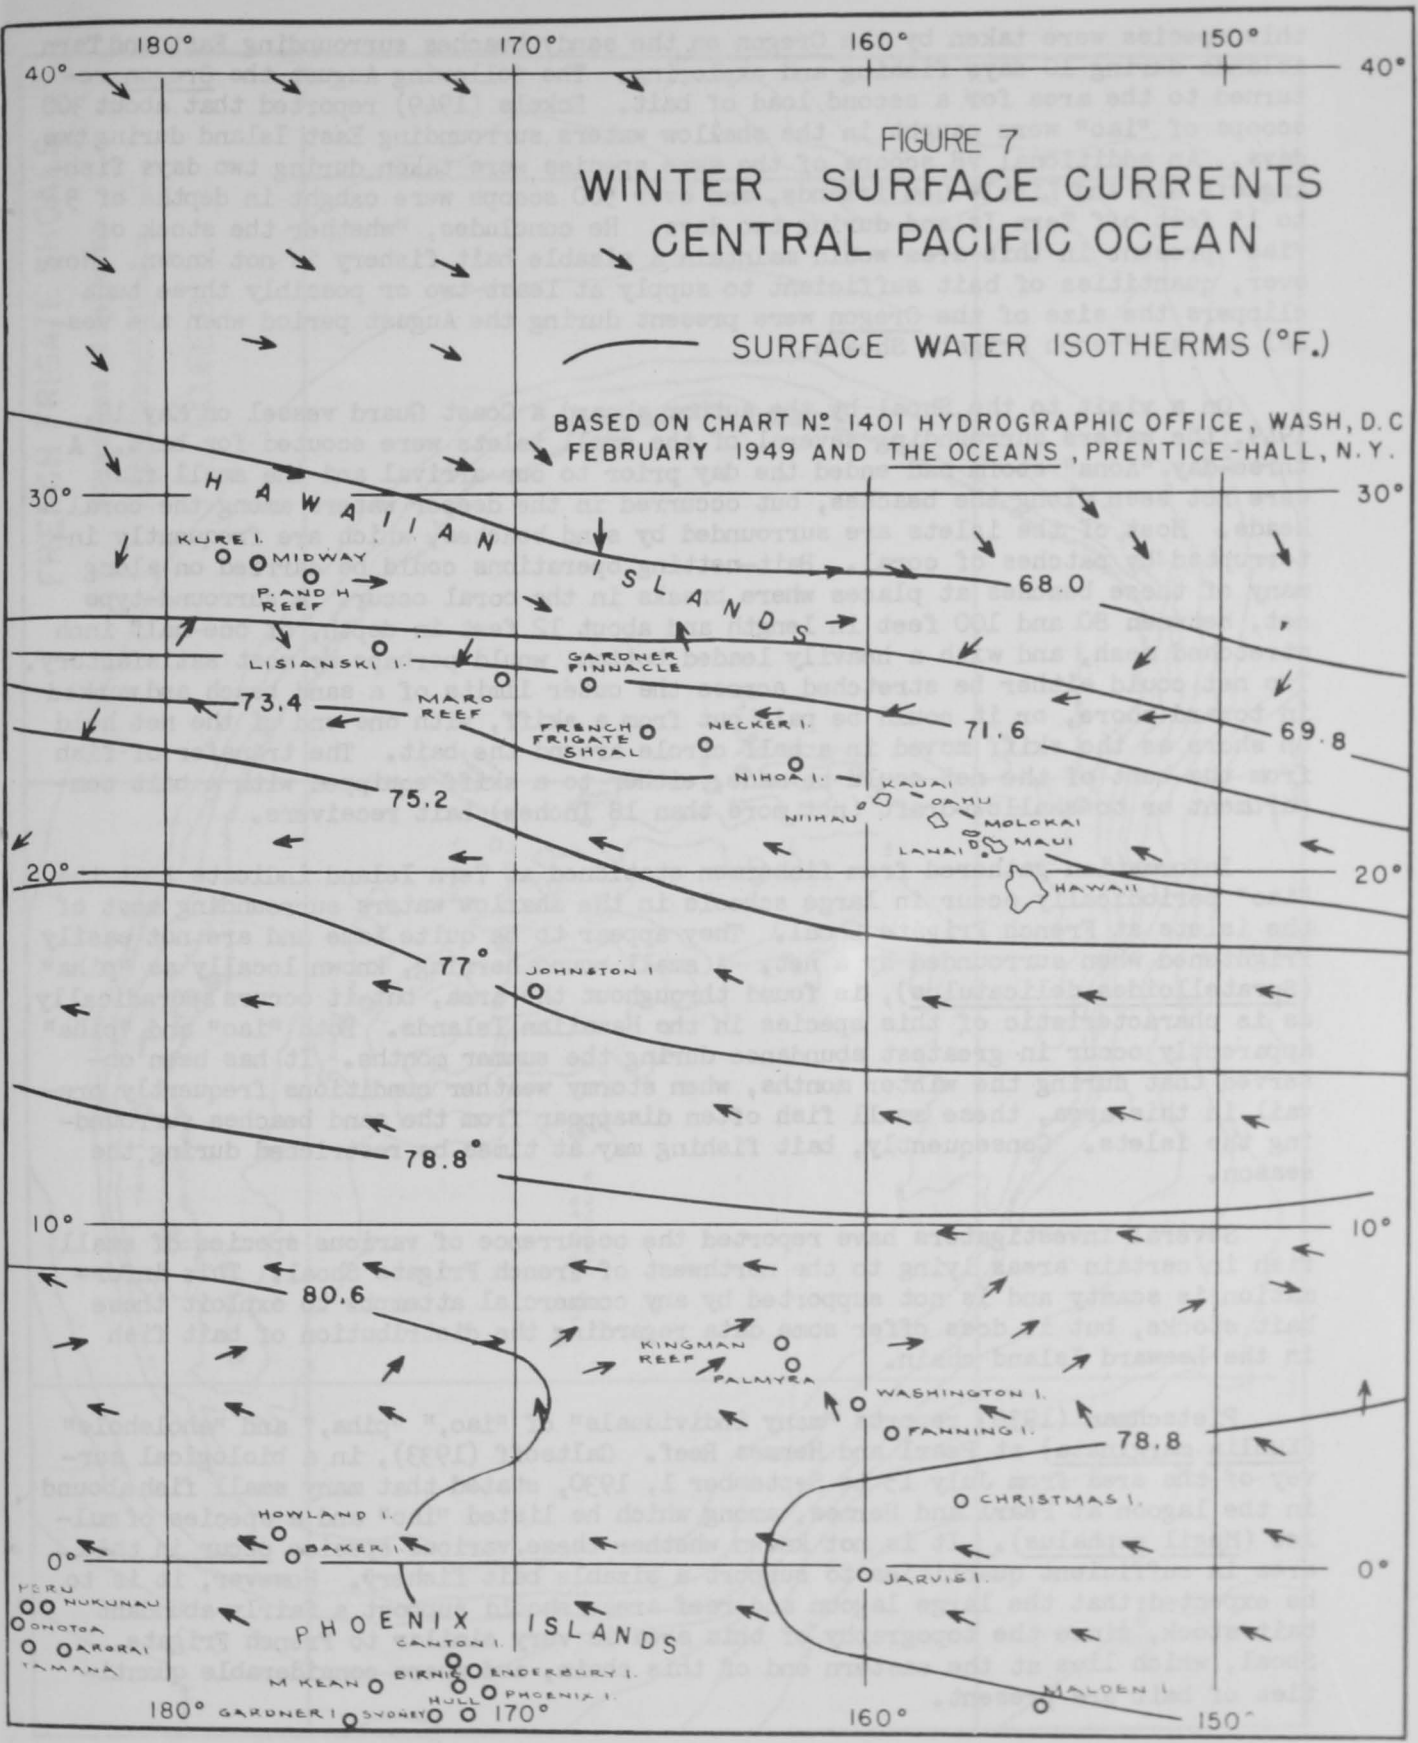 180° 170° 160° 150°
40° 40°
FIGURE 7
WINTER SURFACE CURRENTS
CENTRAL PACIFIC OCEAN
SURFACE WATER ISOTHERMS (°F.)
BASED ON CHART Nº 1401 HYDROGRAPHIC OFFICE, WASH, D.C
FEBRUARY 1949 AND THE OCEANS, PRENTICE-HALL, N.Y.
30° 30°
HAWAIIAN ISLANDS
KURE I.
MIDWAY
P. AND H
REEF
68.0
LISIANSKI I.
GARDNER
PINNACLE
73.4
MARO
REEF
FRENCH
FRIGATE
SHOAL
NECKER I.
71.6
69.8
NIHOA I.
75.2
KAUAI
OAHU
NIIHAU
MOLOKAI
LANAI
MAUI
20° 20°
HAWAII
77°
JOHNSTON I
78.8°
10° 10°
80.6
KINGMAN
REEF
PALMYRA
WASHINGTON I.
FANNING I.
78.8
CHRISTMAS I.
HOWLAND I.
BAKER I.
0° 0°
JARVIS I.
NUKUNAU
ONOTOA
ARORAI
TAMANA
PHOENIX ISLANDS
CANTON I.
BIRNIE
ENDERBURY I.
M KEAN
HULL
PHOENIX I.
MALDEN I.
GARDNER I
SYDNEY
180° 170° 160° 150°